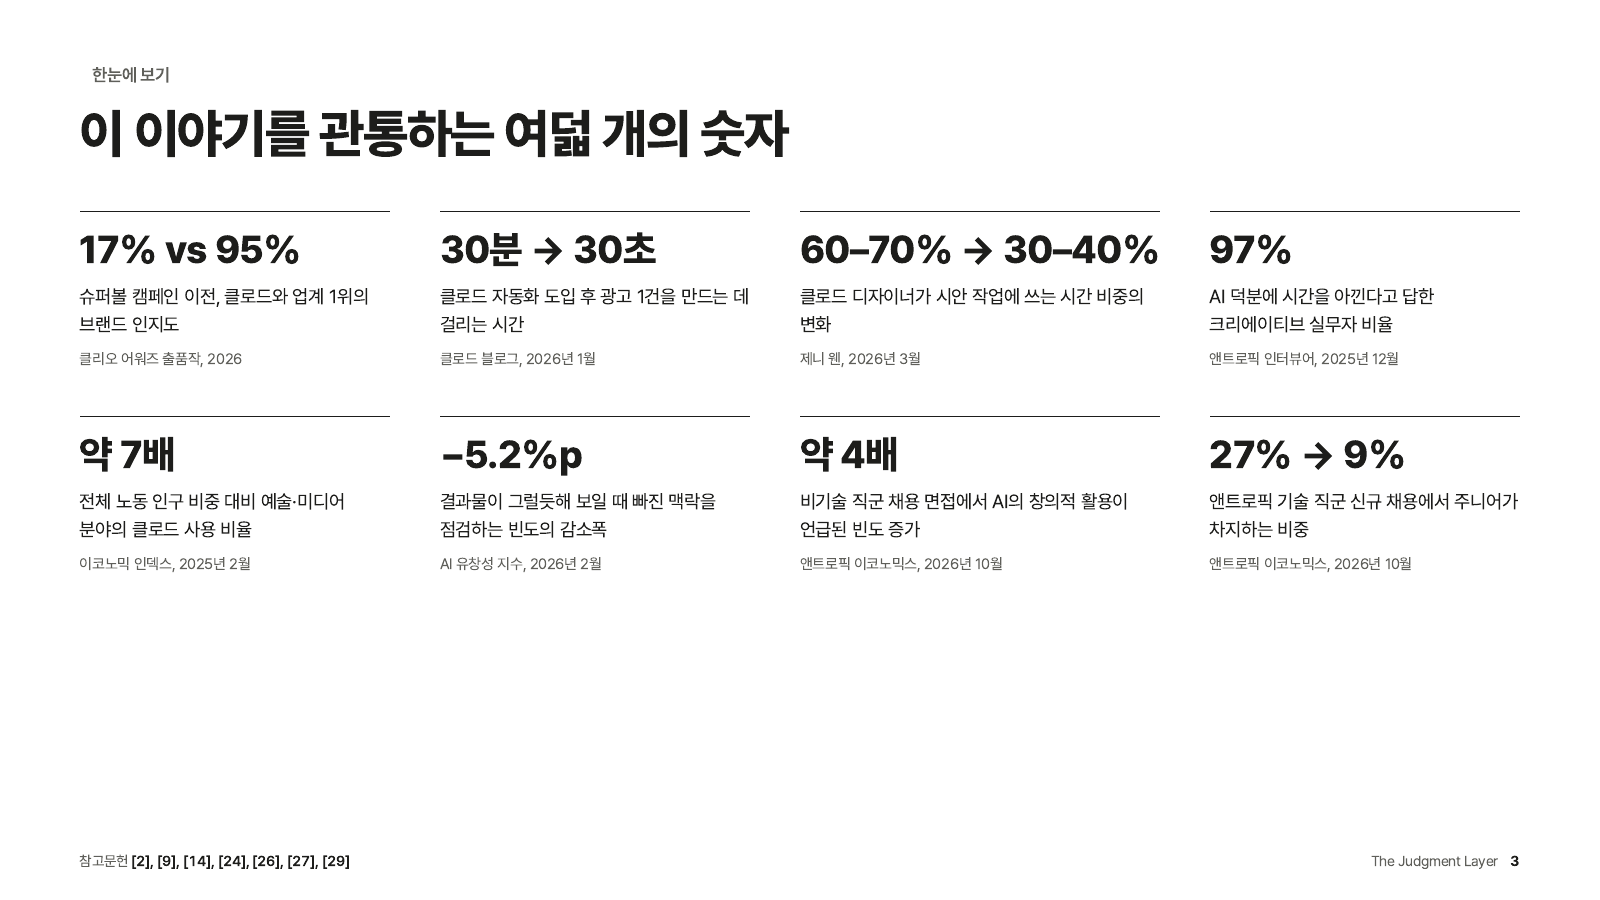 한눈에 보기
이 이야기를 관통하는 여덟 개의 숫자
17% vs 95%
슈퍼볼 캠페인 이전, 클로드와 업계 1위의
브랜드 인지도
클리오 어워즈 출품작, 2026
30분 → 30초
클로드 자동화 도입 후 광고 1건을 만드는 데
걸리는 시간
클로드 블로그, 2026년 1월
60–70% → 30–40%
클로드 디자이너가 시안 작업에 쓰는 시간 비중의
변화
제니 웬, 2026년 3월
97%
AI 덕분에 시간을 아낀다고 답한
크리에이티브 실무자 비율
앤트로픽 인터뷰어, 2025년 12월
약 7배
전체 노동 인구 비중 대비 예술·미디어
분야의 클로드 사용 비율
이코노믹 인덱스, 2025년 2월
−5.2%p
결과물이 그럴듯해 보일 때 빠진 맥락을
점검하는 빈도의 감소폭
AI 유창성 지수, 2026년 2월
약 4배
비기술 직군 채용 면접에서 AI의 창의적 활용이
언급된 빈도 증가
앤트로픽 이코노믹스, 2026년 10월
27% → 9%
앤트로픽 기술 직군 신규 채용에서 주니어가
차지하는 비중
앤트로픽 이코노믹스, 2026년 10월
참고문헌 [2], [9], [14], [24], [26], [27], [29]
The Judgment Layer 3